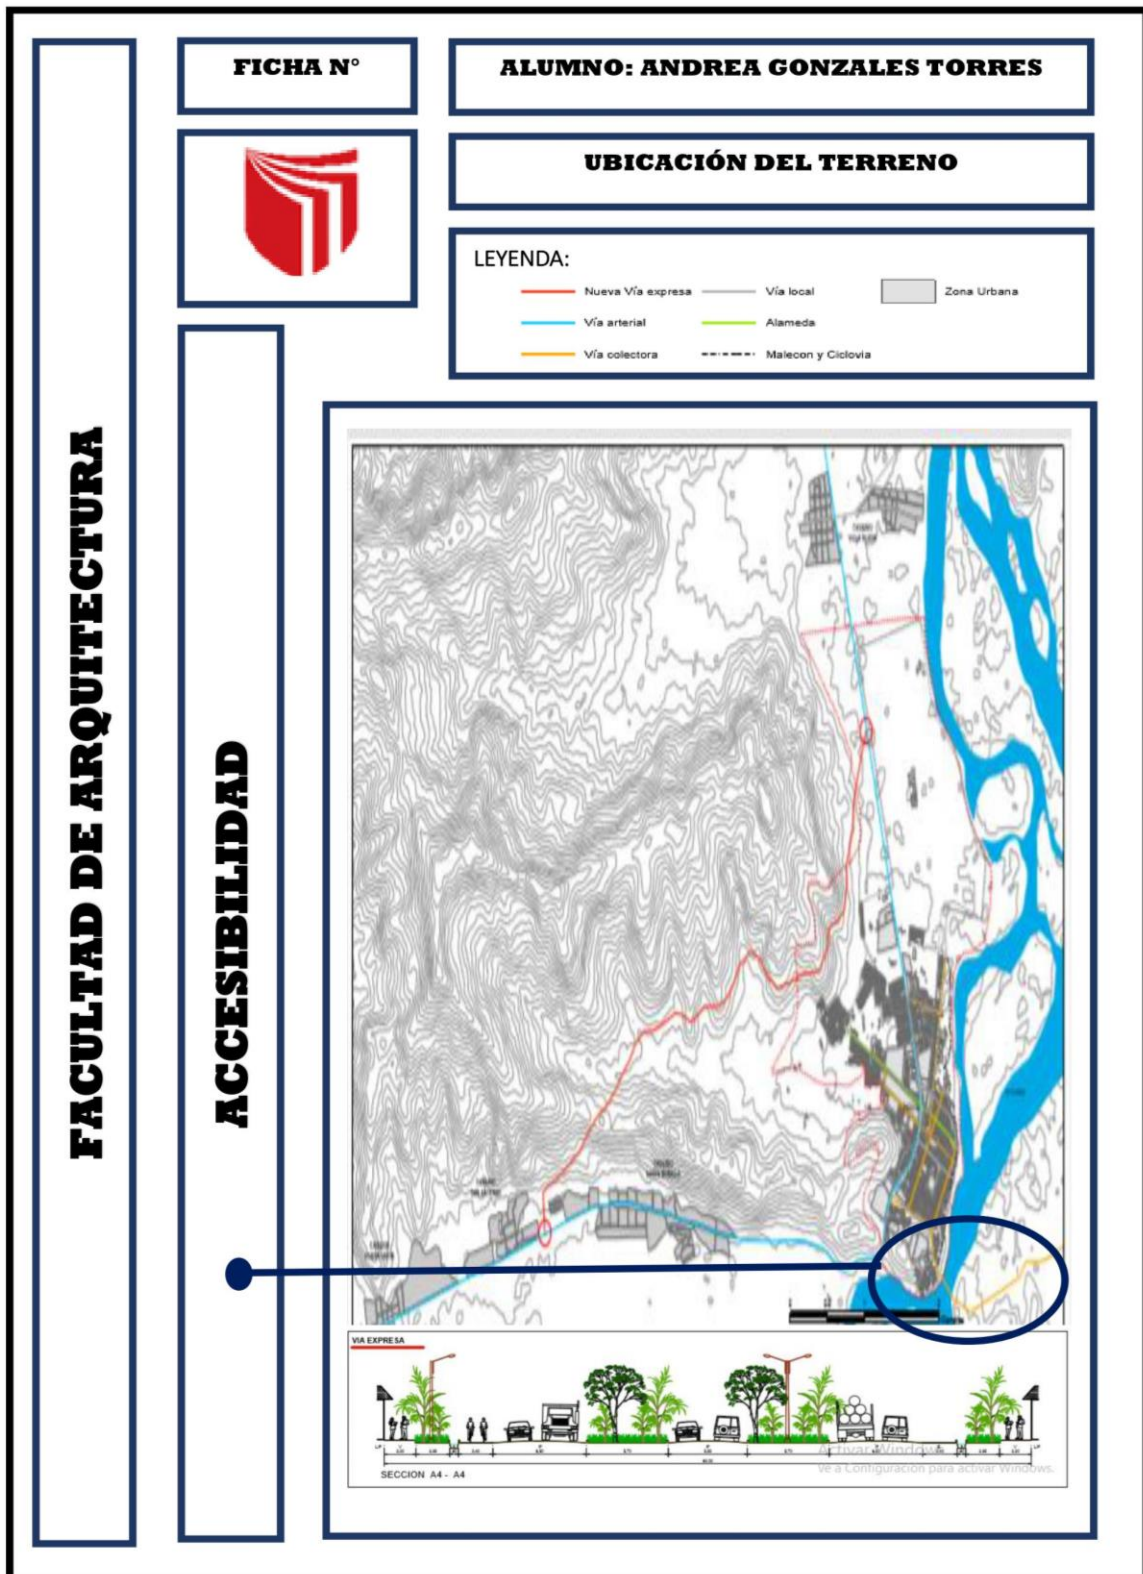 FICHA N°
ALUMNO: ANDREA GONZALES TORRES
UBICACIÓN DEL TERRENO
LEYENDA:
Nueva Vía expresa
Vía local
Zona Urbana
Vía arterial
Alameda
Vía colectora
Malecon y Ciclovia
FACULTAD DE ARQUITECTURA
ACCESIBILIDAD
VIA EXPRESA
SECCION A4 - A4
Activar Windows
Ve a Configuración para activar Windows.